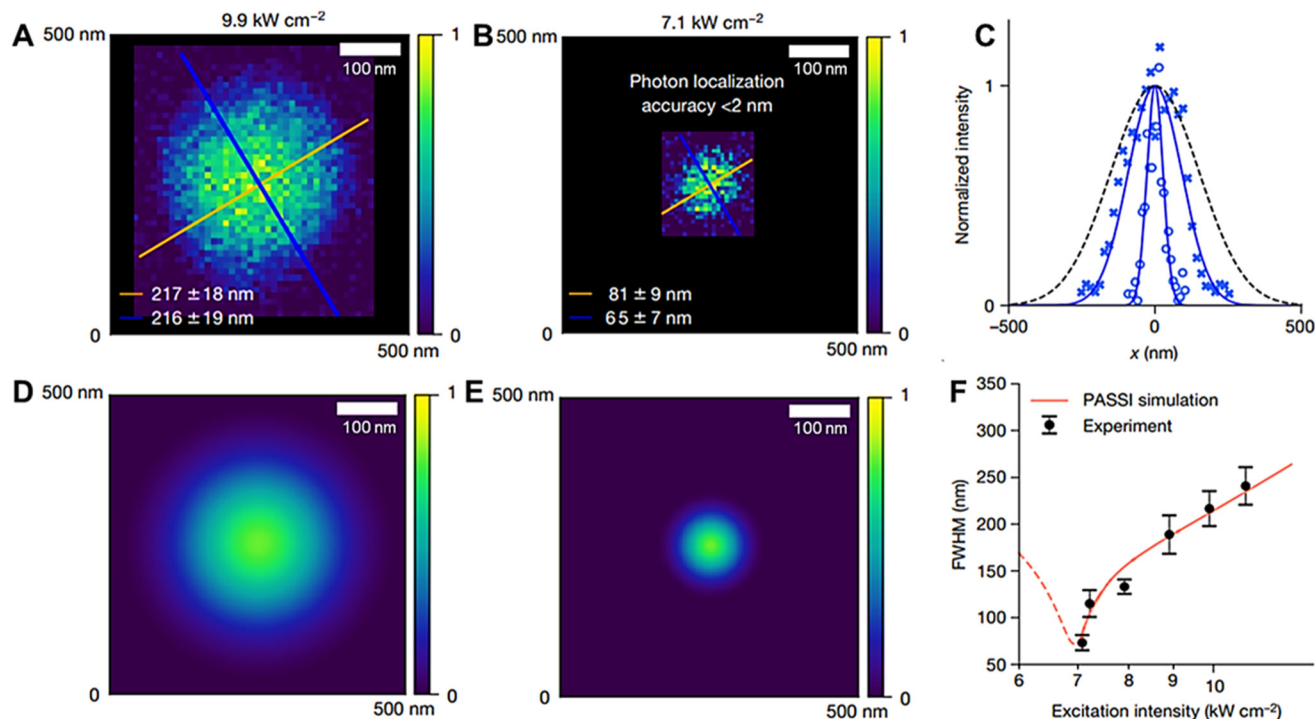 A
9.9 kW cm⁻²
500 nm
100 nm
1
217 ± 18 nm
216 ± 19 nm
0
0
500 nm
B
7.1 kW cm⁻²
500 nm
100 nm
1
Photon localization
accuracy <2 nm
81 ± 9 nm
65 ± 7 nm
0
0
500 nm
C
Normalized intensity
1
0
−500
0
500
x (nm)
D
500 nm
100 nm
1
0
0
500 nm
E
500 nm
100 nm
1
0
0
500 nm
F
FWHM (nm)
350
300
250
200
150
100
50
PASSI simulation
Experiment
6
7
8
9
10
Excitation intensity (kW cm⁻²)